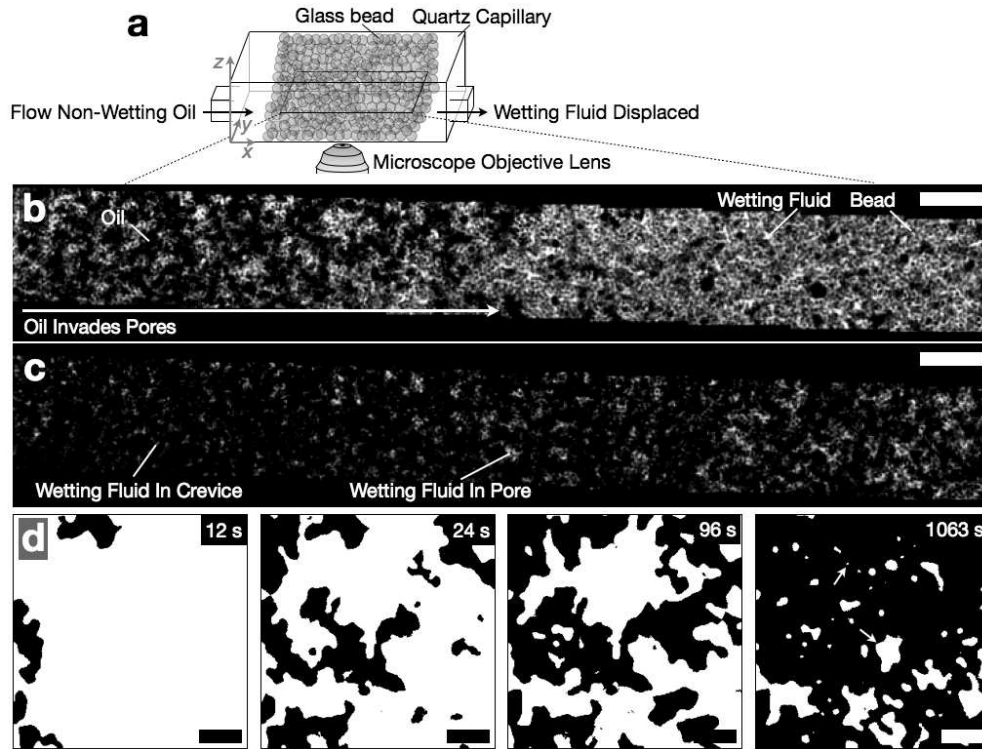 a
Glass bead
Quartz Capillary
z
Flow Non-Wetting Oil
Wetting Fluid Displaced
y
x
Microscope Objective Lens
b
Oil
Wetting Fluid
Bead
Oil Invades Pores
c
Wetting Fluid In Crevice
Wetting Fluid In Pore
d
12 s
24 s
96 s
1063 s